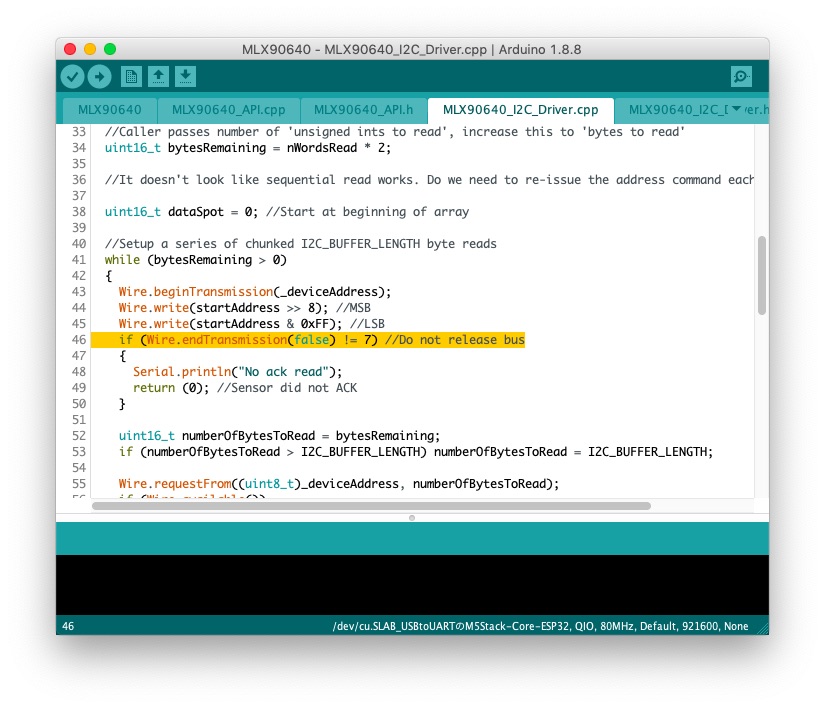 MLX90640 - MLX90640_I2C_Driver.cpp | Arduino 1.8.8
MLX90640 MLX90640_API.cpp MLX90640_API.h MLX90640_I2C_Driver.cpp MLX90640_I2C_D er.h
33 //Caller passes number of 'unsigned ints to read', increase this to 'bytes to read'
34 uint16_t bytesRemaining = nWordsRead * 2;
35
36 //It doesn't look like sequential read works. Do we need to re-issue the address command each
37
38 uint16_t dataSpot = 0; //Start at beginning of array
39
40 //Setup a series of chunked I2C_BUFFER_LENGTH byte reads
41 while (bytesRemaining > 0)
42 {
43 Wire.beginTransmission(_deviceAddress);
44 Wire.write(startAddress >> 8); //MSB
45 Wire.write(startAddress & 0xFF); //LSB
46 if (Wire.endTransmission(false) != 7) //Do not release bus
47 {
48 Serial.println("No ack read");
49 return (0); //Sensor did not ACK
50 }
51
52 uint16_t numberOfBytesToRead = bytesRemaining;
53 if (numberOfBytesToRead > I2C_BUFFER_LENGTH) numberOfBytesToRead = I2C_BUFFER_LENGTH;
54
55 Wire.requestFrom((uint8_t)_deviceAddress, numberOfBytesToRead);
46 /dev/cu.SLAB_USBtoUARTのM5Stack-Core-ESP32, QIO, 80MHz, Default, 921600, None